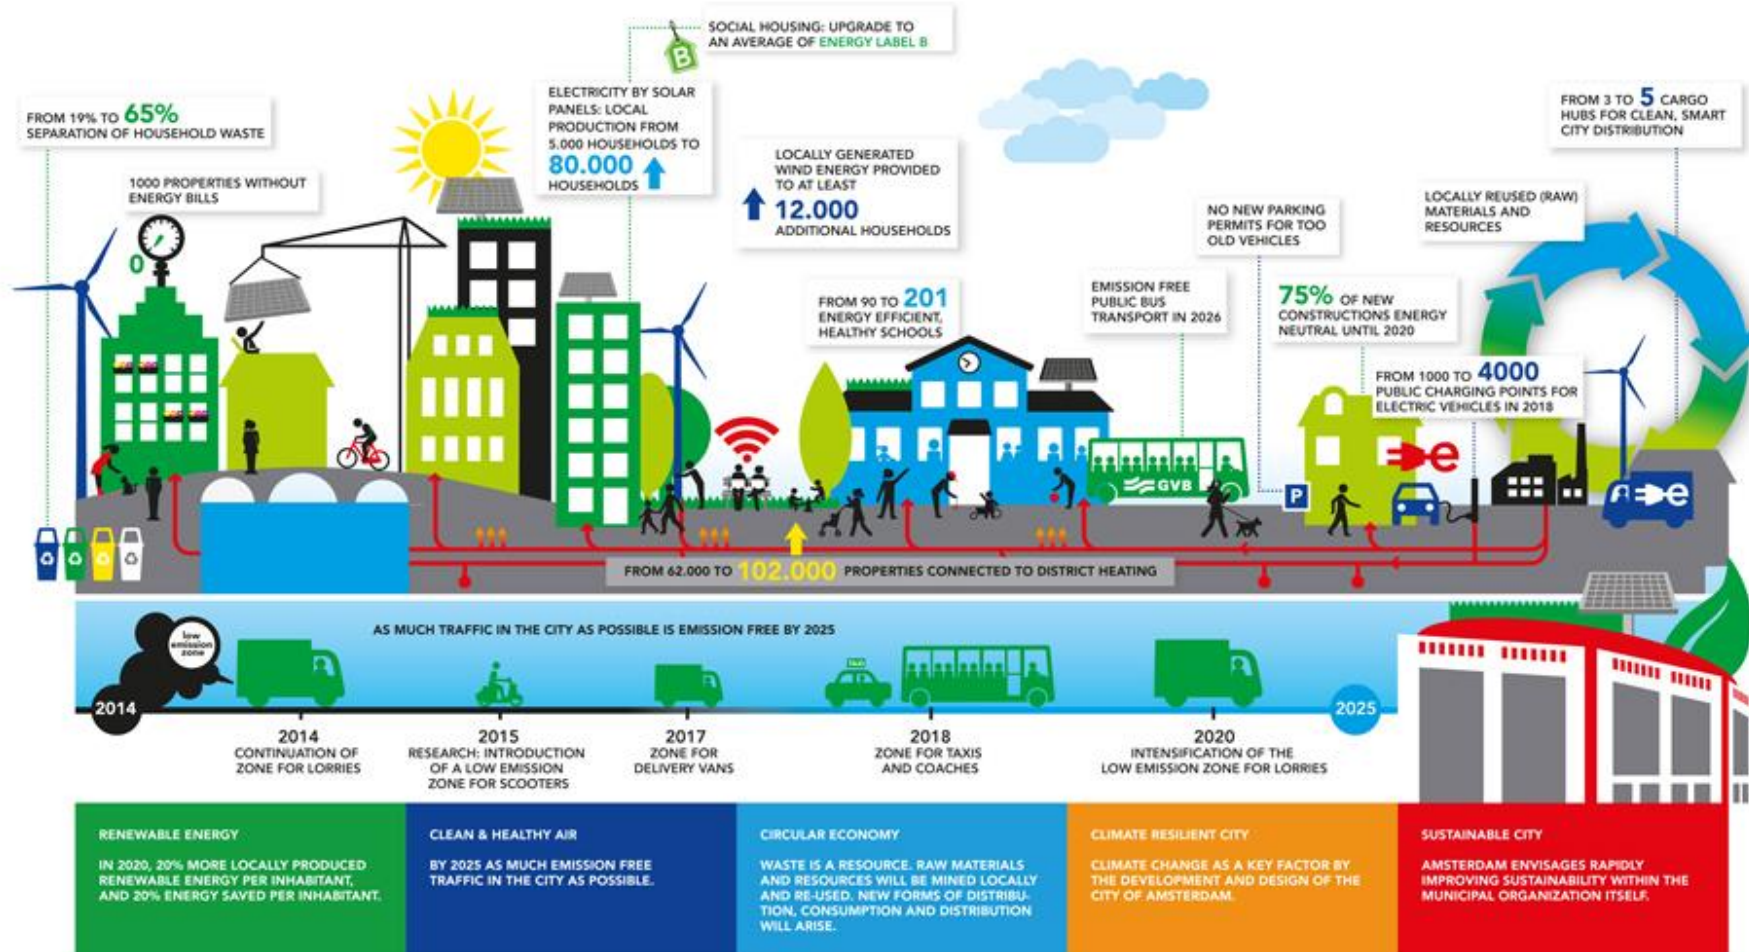 SOCIAL HOUSING: UPGRADE TO
AN AVERAGE OF ENERGY LABEL B
B
FROM 19% TO 65%
SEPARATION OF HOUSEHOLD WASTE
1000 PROPERTIES WITHOUT
ENERGY BILLS
0
ELECTRICITY BY SOLAR
PANELS: LOCAL
PRODUCTION FROM
5.000 HOUSEHOLDS TO
80.000
HOUSEHOLDS
LOCALLY GENERATED
WIND ENERGY PROVIDED
TO AT LEAST
12.000
ADDITIONAL HOUSEHOLDS
FROM 90 TO 201
ENERGY EFFICIENT,
HEALTHY SCHOOLS
EMISSION FREE
PUBLIC BUS
TRANSPORT IN 2026
NO NEW PARKING
PERMITS FOR TOO
OLD VEHICLES
75% OF NEW
CONSTRUCTIONS ENERGY
NEUTRAL UNTIL 2020
FROM 1000 TO 4000
PUBLIC CHARGING POINTS FOR
ELECTRIC VEHICLES IN 2018
LOCALLY REUSED (RAW)
MATERIALS AND
RESOURCES
FROM 3 TO 5 CARGO
HUBS FOR CLEAN, SMART
CITY DISTRIBUTION
GVB
P
e
e
FROM 62.000 TO 102.000 PROPERTIES CONNECTED TO DISTRICT HEATING
low
emission
zone
AS MUCH TRAFFIC IN THE CITY AS POSSIBLE IS EMISSION FREE BY 2025
TAXI
2014
2025
2014
CONTINUATION OF
ZONE FOR LORRIES
2015
RESEARCH: INTRODUCTION
OF A LOW EMISSION
ZONE FOR SCOOTERS
2017
ZONE FOR
DELIVERY VANS
2018
ZONE FOR TAXIS
AND COACHES
2020
INTENSIFICATION OF THE
LOW EMISSION ZONE FOR LORRIES
RENEWABLE ENERGY
IN 2020, 20% MORE LOCALLY PRODUCED
RENEWABLE ENERGY PER INHABITANT,
AND 20% ENERGY SAVED PER INHABITANT.
CLEAN & HEALTHY AIR
BY 2025 AS MUCH EMISSION FREE
TRAFFIC IN THE CITY AS POSSIBLE.
CIRCULAR ECONOMY
WASTE IS A RESOURCE. RAW MATERIALS
AND RESOURCES WILL BE MINED LOCALLY
AND RE-USED. NEW FORMS OF DISTRIBU-
TION, CONSUMPTION AND DISTRIBUTION
WILL ARISE.
CLIMATE RESILIENT CITY
CLIMATE CHANGE AS A KEY FACTOR BY
THE DEVELOPMENT AND DESIGN OF THE
CITY OF AMSTERDAM.
SUSTAINABLE CITY
AMSTERDAM ENVISAGES RAPIDLY
IMPROVING SUSTAINABILITY WITHIN THE
MUNICIPAL ORGANIZATION ITSELF.